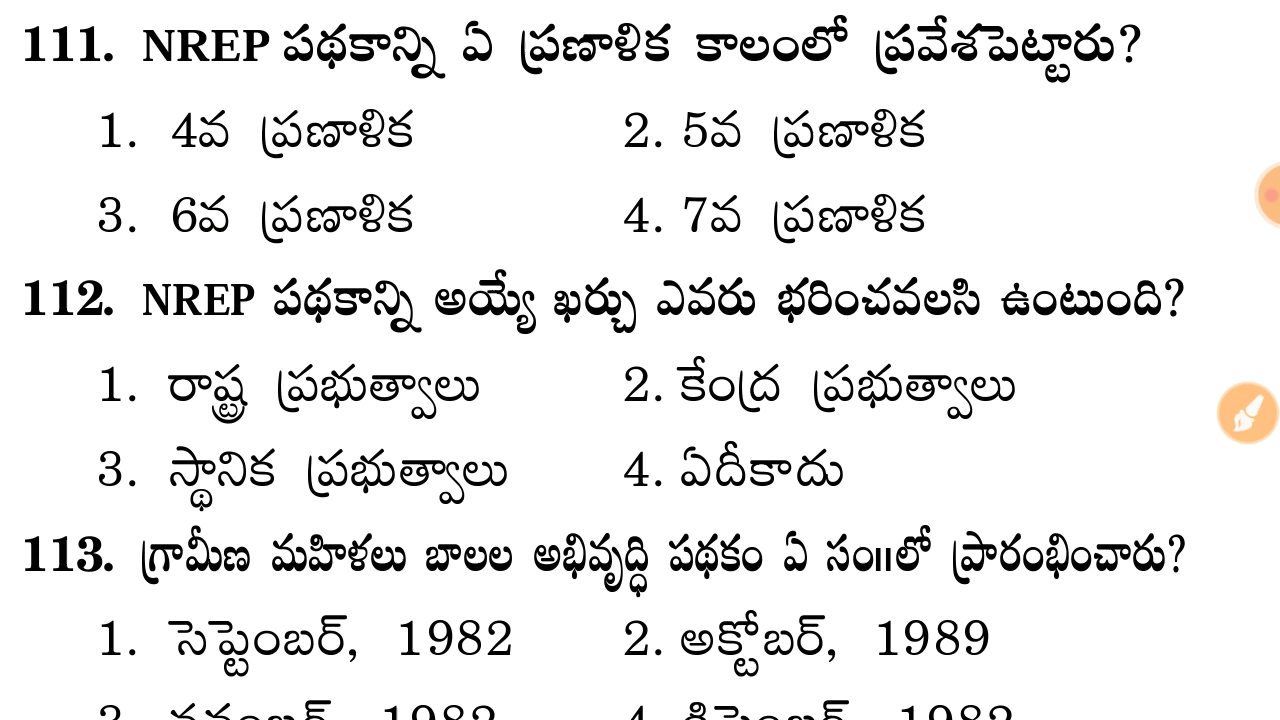 111. NREP పథకాన్ని ఏ ప్రణాళిక కాలంలో ప్రవేశపెట్టారు?
1. 4వ ప్రణాళిక 2. 5వ ప్రణాళిక
3. 6వ ప్రణాళిక 4. 7వ ప్రణాళిక
112. NREP పథకాన్ని అయ్యే ఖర్చు ఎవరు భరించవలసి ఉంటుంది?
1. రాష్ట్ర ప్రభుత్వాలు 2. కేంద్ర ప్రభుత్వాలు
3. స్థానిక ప్రభుత్వాలు 4. ఏదీకాదు
113. గ్రామీణ మహిళలు బాలల అభివృద్ధి పథకం ఏ సం॥లో ప్రారంభించారు?
1. సెప్టెంబర్, 1982 2. అక్టోబర్, 1989